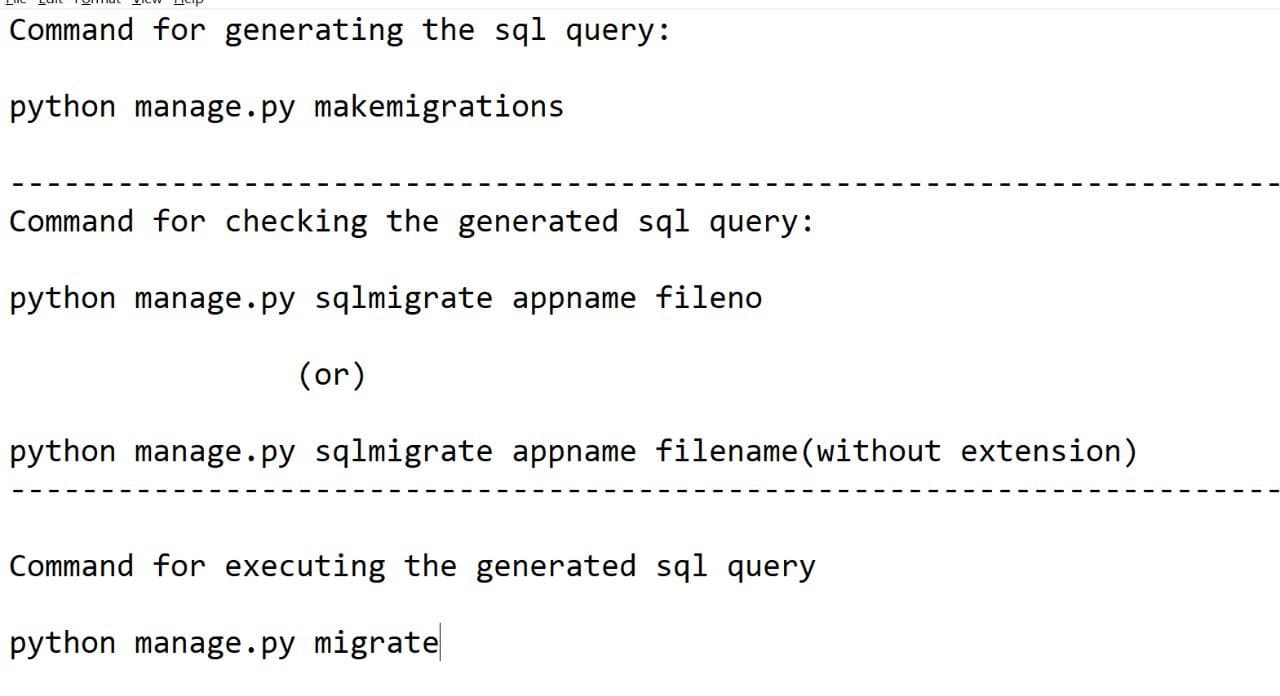 File Edit Format View Help
Command for generating the sql query:
python manage.py makemigrations
--------------------------------------------------------------------------------
Command for checking the generated sql query:
python manage.py sqlmigrate appname fileno
(or)
python manage.py sqlmigrate appname filename(without extension)
--------------------------------------------------------------------------------
Command for executing the generated sql query
python manage.py migrate